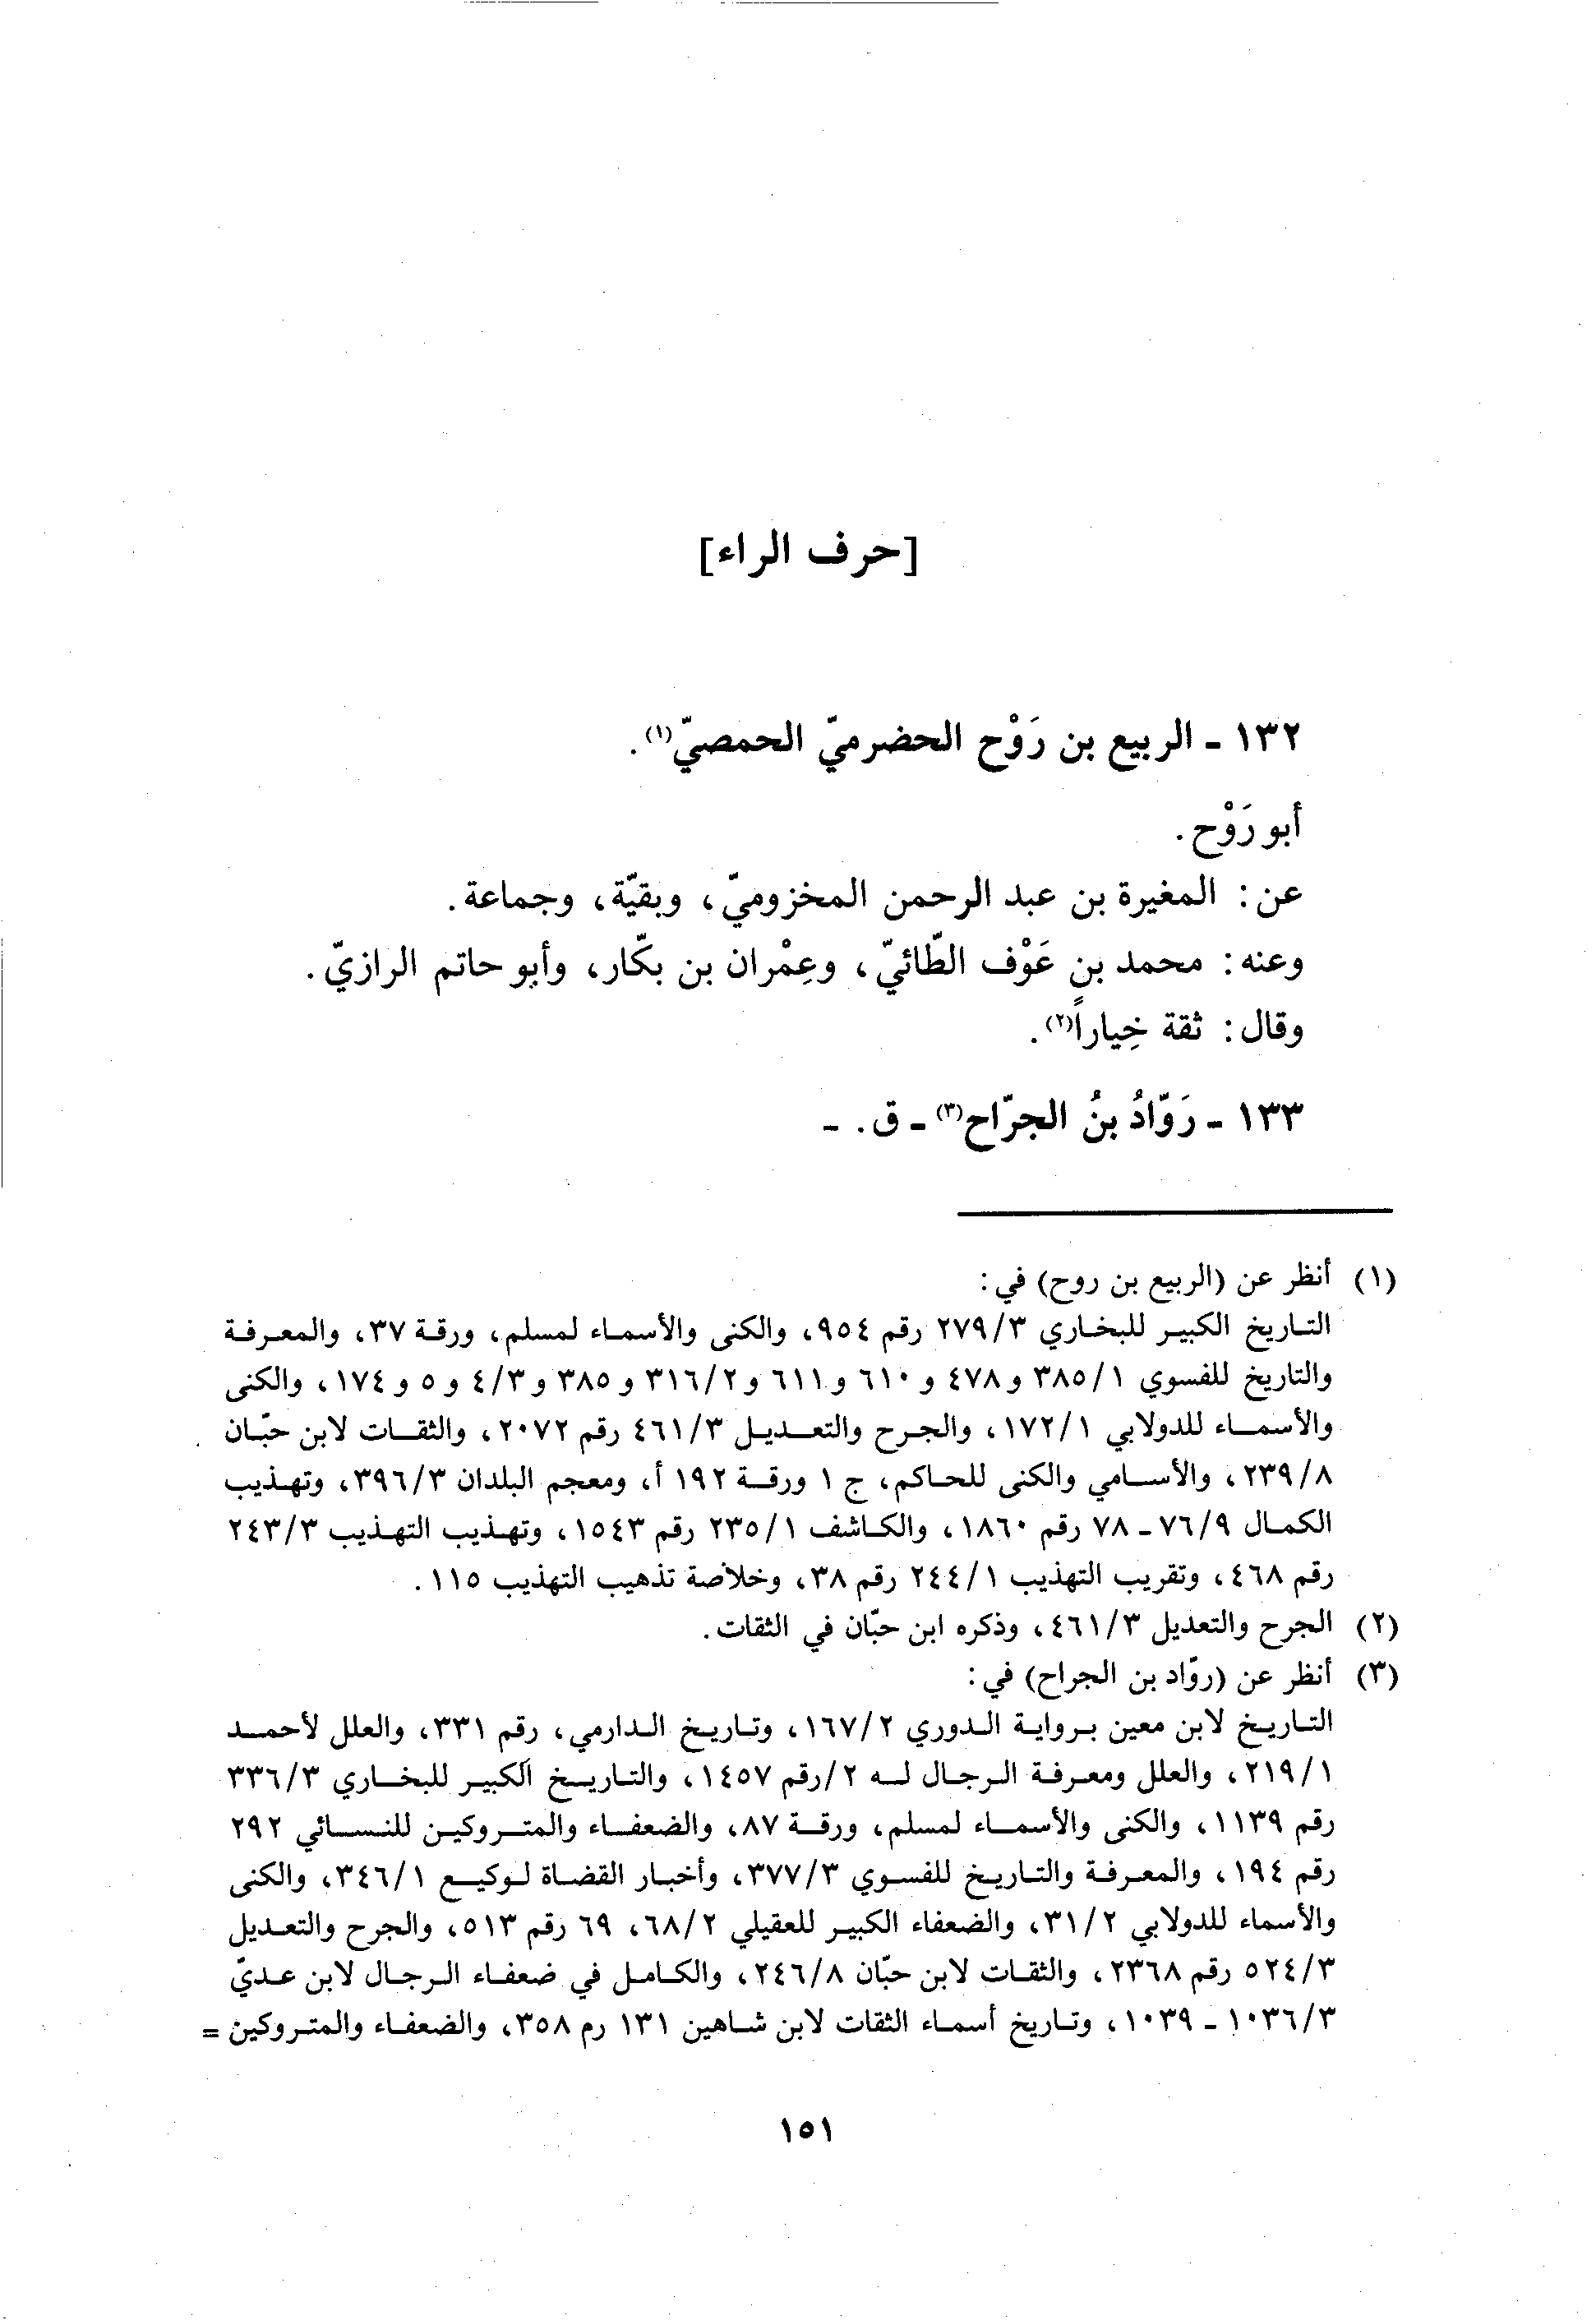 [حرف الراء]
١٣٢ - الربيع بن رَوْح الحضرميّ الحمصيّ(١).
أبو رَوْح.
عن: المغيرة بن عبد الرحمن المخزوميّ، وبقيّة، وجماعة.
وعنه: محمد بن عَوْف الطّائيّ، وعِمْران بن بكّار، وأبو حاتم الرازيّ.
وقال: ثقة خِياراً(٢).
١٣٣ - رَوّادُ بنُ الجرّاح(٣) - ق. -
(١) أنظر عن (الربيع بن روح) في:
التاريخ الكبير للبخاري ٢٧٩/٣ رقم ٩٥٤، والكنى والأسماء لمسلم، ورقة ٣٧، والمعرفة
والتاريخ للفسوي ٣٨٥/١ و ٤٧٨ و ٦١٠ و ٦١١ و ٣١٦/٢ و ٣٨٥ و ٤/٣ و ٥ و ١٧٤، والكنى
والأسماء للدولابي ١٧٢/١، والجرح والتعديل ٤٦١/٣ رقم ٢٠٧٢، والثقات لابن حبّان
٢٣٩/٨، والأسامي والكنى للحاكم، ج ١ ورقة ١٩٢ أ، ومعجم البلدان ٣٩٦/٣، وتهذيب
الكمال ٧٦/٩ - ٧٨ رقم ١٨٦٠، والكاشف ٢٣٥/١ رقم ١٥٤٣، وتهذيب التهذيب ٢٤٣/٣
رقم ٤٦٨، وتقريب التهذيب ٢٤٤/١ رقم ٣٨، وخلاصة تذهيب التهذيب ١١٥.
(٢) الجرح والتعديل ٤٦١/٣، وذكره ابن حبّان في الثقات.
(٣) أنظر عن (روّاد بن الجراح) في:
التاريخ لابن معين برواية الدوري ١٦٧/٢، وتاريخ الدارمي، رقم ٣٣١، والعلل لأحمد
٢١٩/١، والعلل ومعرفة الرجال له ٢/رقم ١٤٥٧، والتاريخ الكبير للبخاري ٣٣٦/٣
رقم ١١٣٩، والكنى والأسماء لمسلم، ورقة ٨٧، والضعفاء والمتروكين للنسائي ٢٩٢
رقم ١٩٤، والمعرفة والتاريخ للفسوي ٣٧٧/٣، وأخبار القضاة لوكيع ٣٤٦/١، والكنى
والأسماء للدولابي ٣١/٢، والضعفاء الكبير للعقيلي ٦٨/٢، ٦٩ رقم ٥١٣، والجرح والتعديل
٥٢٤/٣ رقم ٢٣٦٨، والثقات لابن حبّان ٢٤٦/٨، والكامل في ضعفاء الرجال لابن عديّ
١٠٣٦/٣ - ١٠٣٩، وتاريخ أسماء الثقات لابن شاهين ١٣١ رم ٣٥٨، والضعفاء والمتروكين =
١٥١